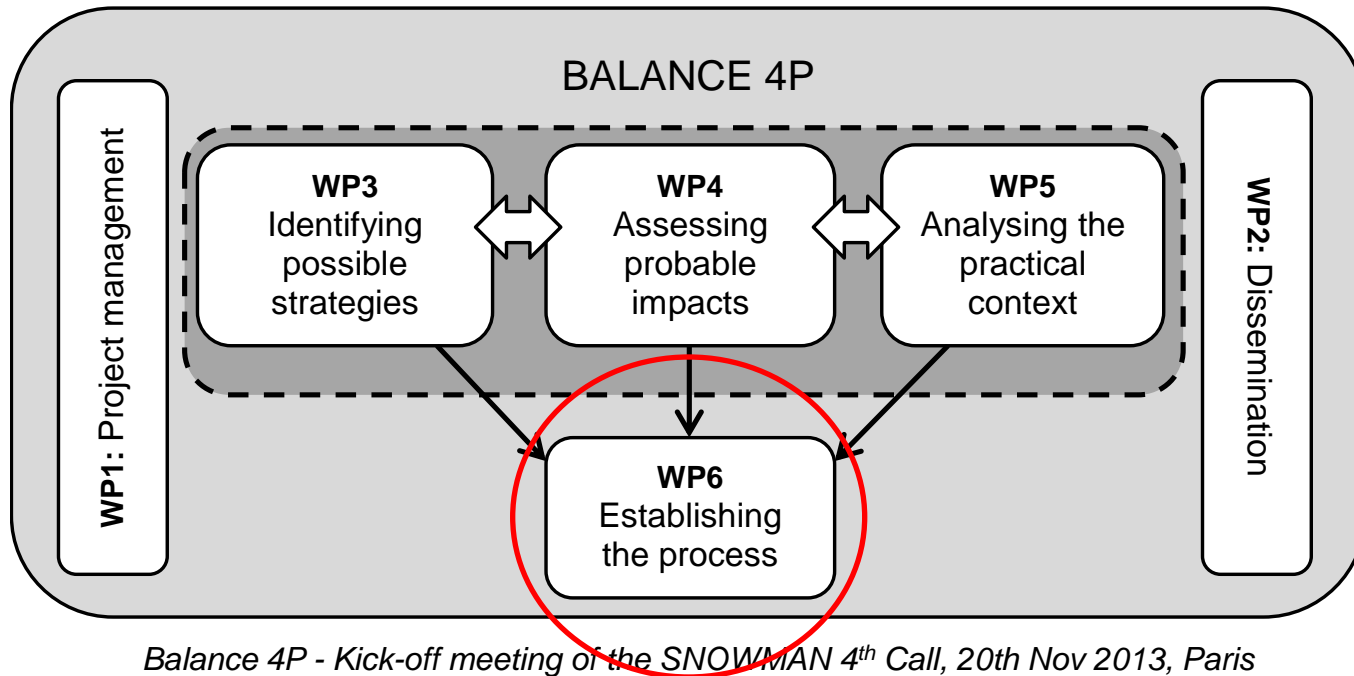 BALANCE 4P
WP1: Project management
WP3
Identifying
possible
strategies
WP4
Assessing
probable
impacts
WP5
Analysing the
practical
context
WP2: Dissemination
WP6
Establishing
the process
Balance 4P - Kick-off meeting of the SNOWMAN 4th Call, 20th Nov 2013, Paris